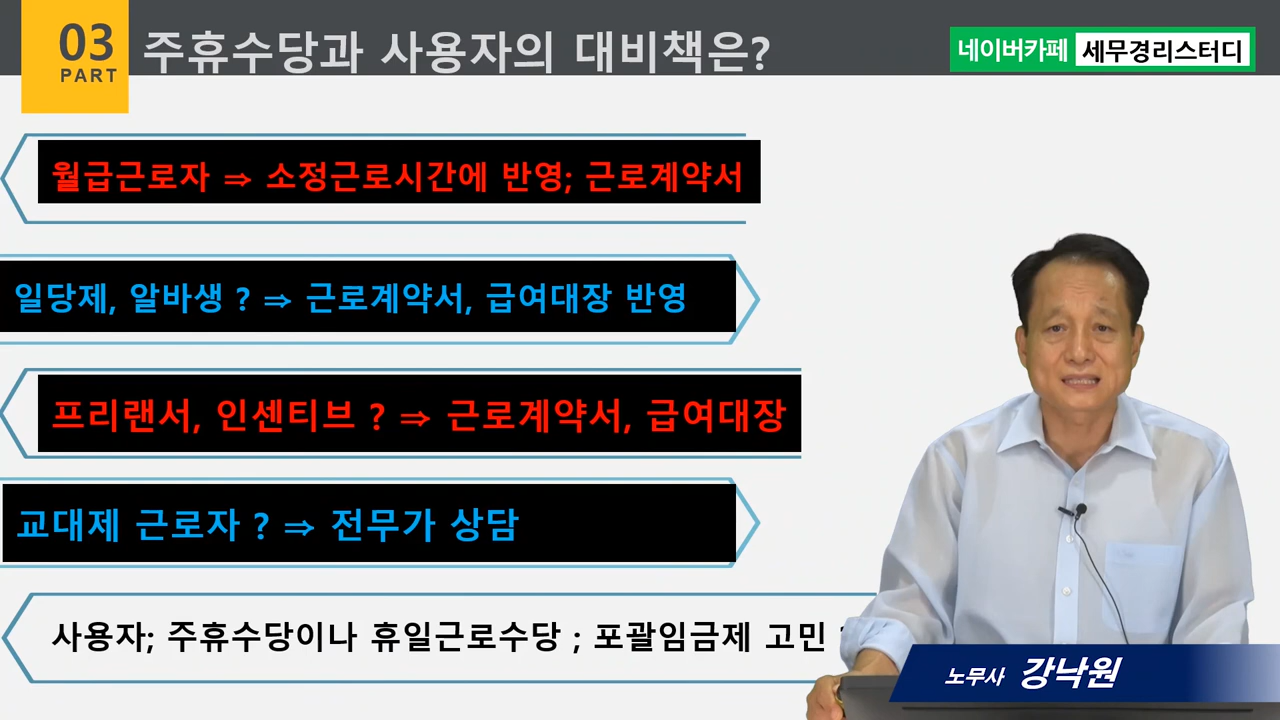 03
PART
주휴수당과 사용자의 대비책은?
네이버카페 세무경리스터디
월급근로자 ⇒ 소정근로시간에 반영; 근로계약서
일당제, 알바생 ? ⇒ 근로계약서, 급여대장 반영
프리랜서, 인센티브 ? ⇒ 근로계약서, 급여대장
교대제 근로자 ? ⇒ 전무가 상담
사용자; 주휴수당이나 휴일근로수당 ; 포괄임금제 고민
노무사 강낙원